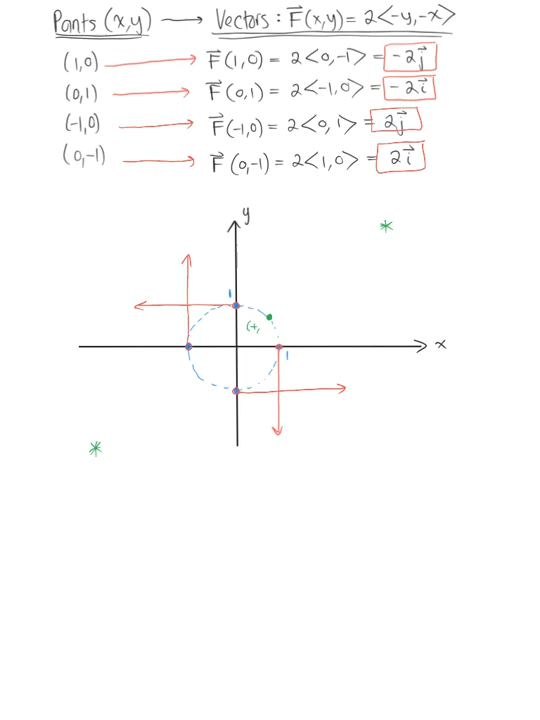 Points (x,y) → Vectors : F⃗(x,y) = 2<-y,-x>
(1,0) → F⃗(1,0) = 2<0,-1> = -2j⃗
(0,1) → F⃗(0,1) = 2<-1,0> = -2i⃗
(-1,0) → F⃗(-1,0) = 2<0,1> = 2j⃗
(0,-1) → F⃗(0,-1) = 2<1,0> = 2i⃗
y
*
1
(+,
x
1
*